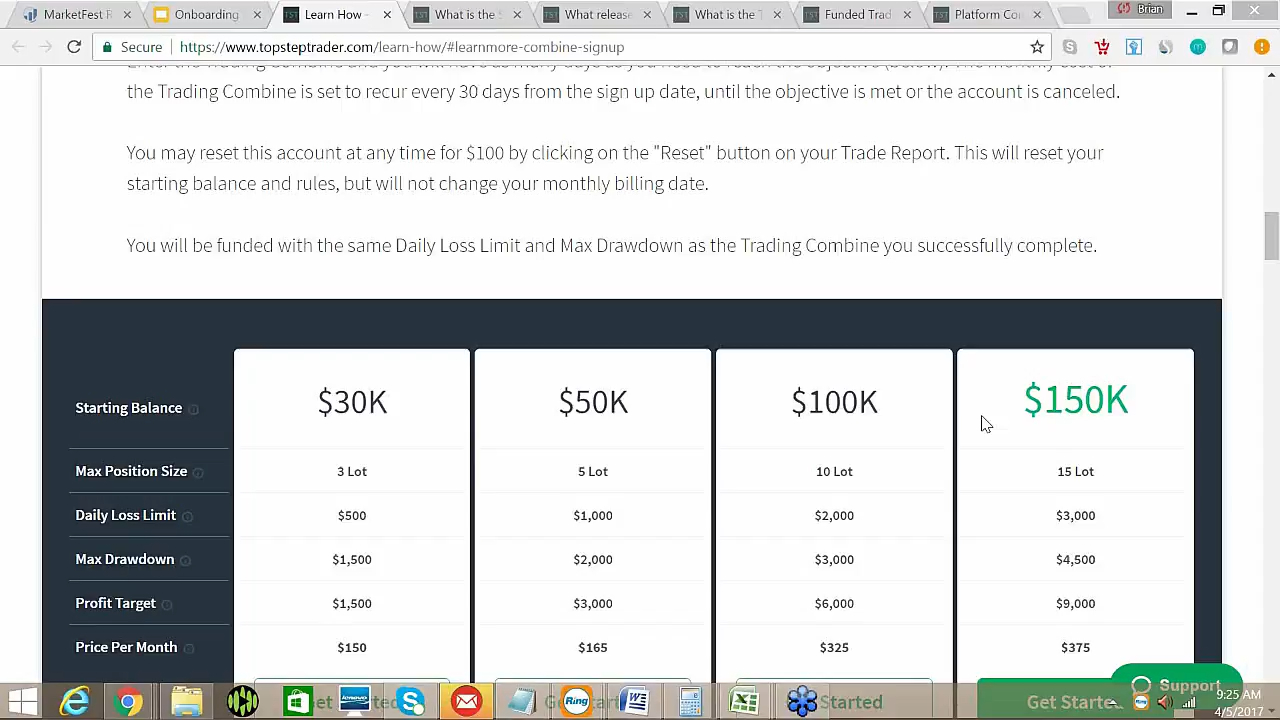 MarketFes
Onboarding
Learn How -
What is the
What release
What is the
Funded Trad
Platform Co
Brian
Secure
https://www.topsteptrader.com/learn-how/#learnmore-combine-signup
the Trading Combine is set to recur every 30 days from the sign up date, until the objective is met or the account is canceled.
You may reset this account at any time for $100 by clicking on the "Reset" button on your Trade Report. This will reset your
starting balance and rules, but will not change your monthly billing date.
You will be funded with the same Daily Loss Limit and Max Drawdown as the Trading Combine you successfully complete.
Starting Balance $30K $50K $100K $150K
Max Position Size 3 Lot 5 Lot 10 Lot 15 Lot
Daily Loss Limit $500 $1,000 $2,000 $3,000
Max Drawdown $1,500 $2,000 $3,000 $4,500
Profit Target $1,500 $3,000 $6,000 $9,000
Price Per Month $150 $165 $325 $375
Started
Get Starte
Support
Ring
9:25 AM
4/5/2017